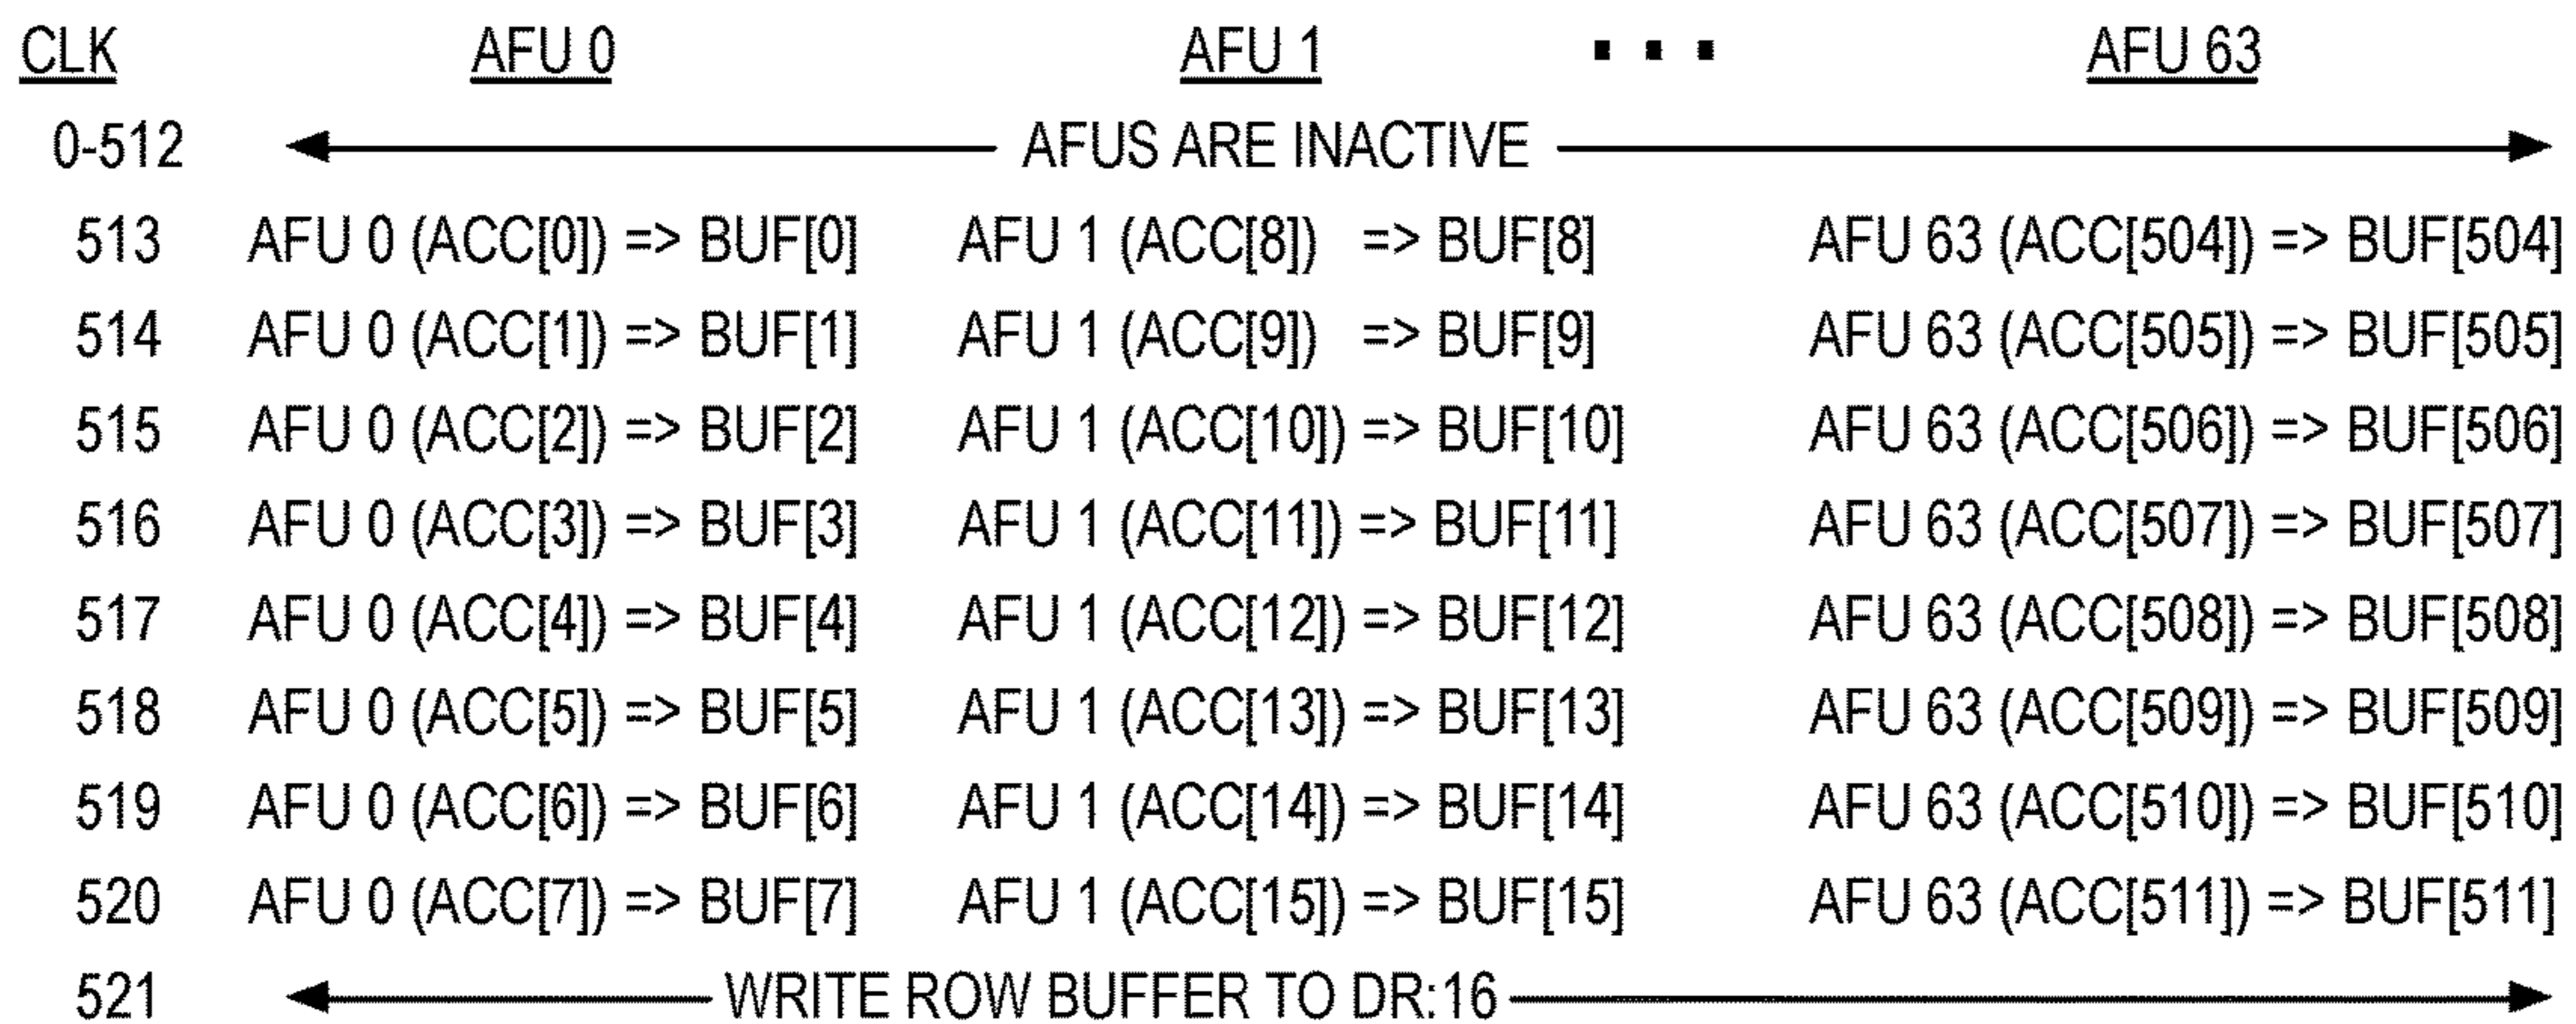 CLK AFU 0 AFU 1 ... AFU 63
0-512 AFUS ARE INACTIVE
513 AFU 0 (ACC[0]) => BUF[0] AFU 1 (ACC[8]) => BUF[8] AFU 63 (ACC[504]) => BUF[504]
514 AFU 0 (ACC[1]) => BUF[1] AFU 1 (ACC[9]) => BUF[9] AFU 63 (ACC[505]) => BUF[505]
515 AFU 0 (ACC[2]) => BUF[2] AFU 1 (ACC[10]) => BUF[10] AFU 63 (ACC[506]) => BUF[506]
516 AFU 0 (ACC[3]) => BUF[3] AFU 1 (ACC[11]) => BUF[11] AFU 63 (ACC[507]) => BUF[507]
517 AFU 0 (ACC[4]) => BUF[4] AFU 1 (ACC[12]) => BUF[12] AFU 63 (ACC[508]) => BUF[508]
518 AFU 0 (ACC[5]) => BUF[5] AFU 1 (ACC[13]) => BUF[13] AFU 63 (ACC[509]) => BUF[509]
519 AFU 0 (ACC[6]) => BUF[6] AFU 1 (ACC[14]) => BUF[14] AFU 63 (ACC[510]) => BUF[510]
520 AFU 0 (ACC[7]) => BUF[7] AFU 1 (ACC[15]) => BUF[15] AFU 63 (ACC[511]) => BUF[511]
521 WRITE ROW BUFFER TO DR:16